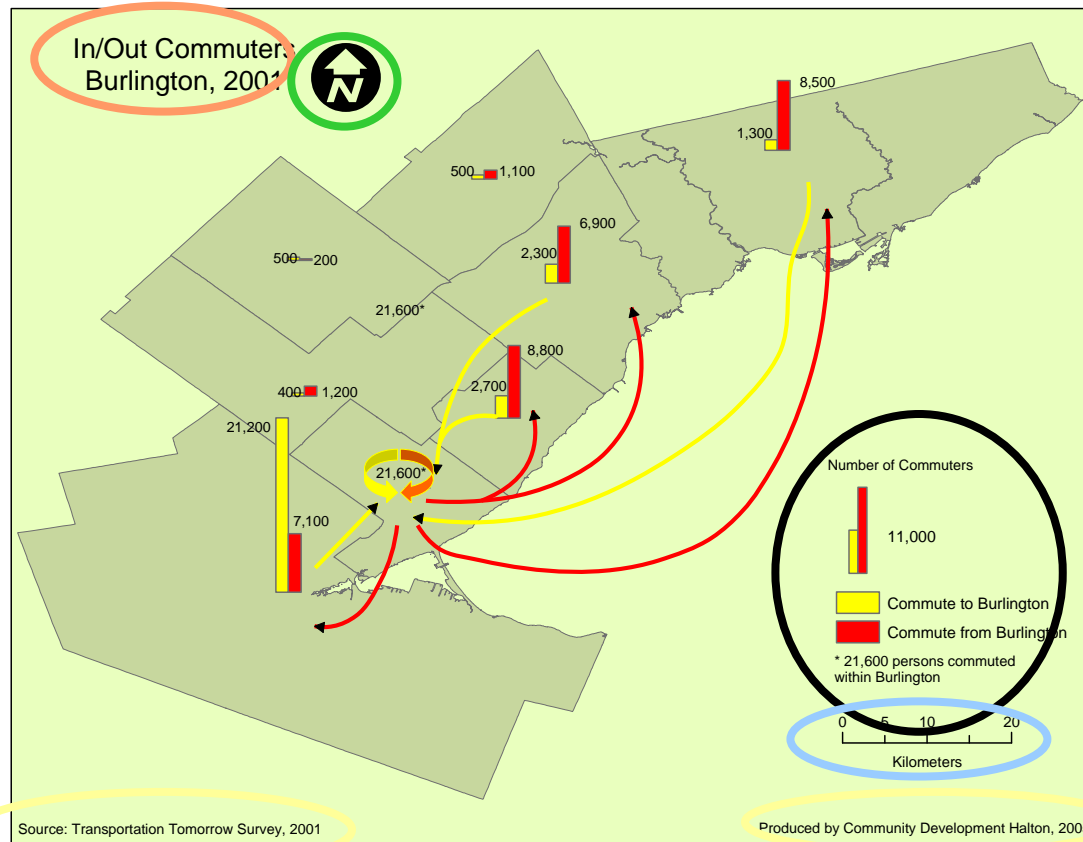 In/Out Commuters
Burlington, 2001
N
8,500
1,300
500
1,100
6,900
2,300
500
200
21,600*
8,800
2,700
400
1,200
21,200
21,600*
7,100
Number of Commuters
11,000
Commute to Burlington
Commute from Burlington
* 21,600 persons commuted
within Burlington
0 5 10 20
Kilometers
Source: Transportation Tomorrow Survey, 2001
Produced by Community Development Halton,